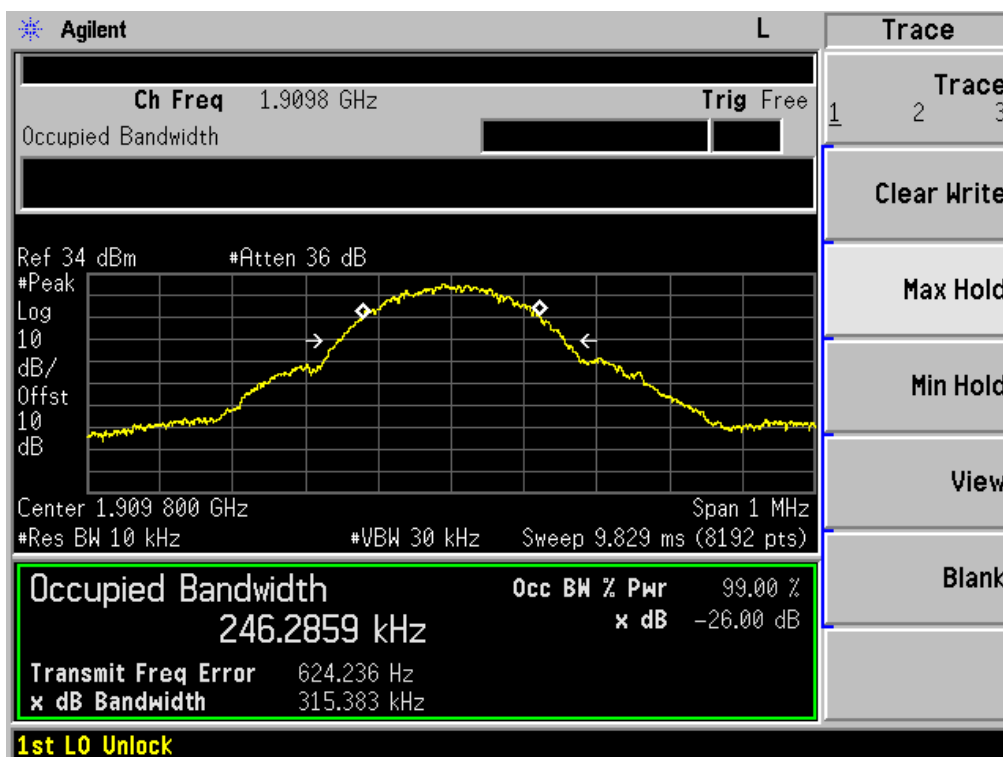 Agilent L Trace
Ch Freq 1.9098 GHz Trig Free
Occupied Bandwidth
Trace
1 2 3
Clear Write
Max Hold
Min Hold
View
Blank
Ref 34 dBm #Atten 36 dB
#Peak
Log
10
dB/
Offst
10
dB
Center 1.909 800 GHz Span 1 MHz
#Res BW 10 kHz #VBW 30 kHz Sweep 9.829 ms (8192 pts)
Occupied Bandwidth Occ BW % Pwr 99.00 %
246.2859 kHz x dB -26.00 dB
Transmit Freq Error 624.236 Hz
x dB Bandwidth 315.383 kHz
1st LO Unlock